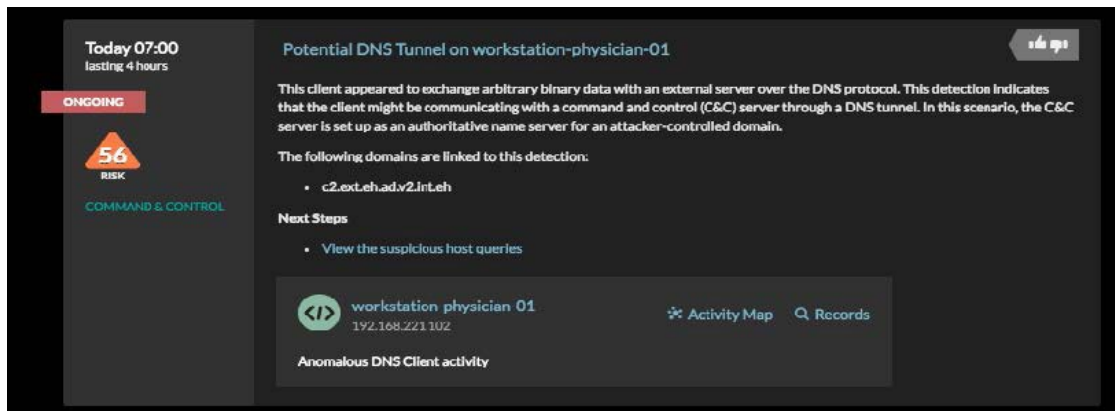 Today 07:00
lasting 4 hours
ONGOING
56
RISK
COMMAND & CONTROL
Potential DNS Tunnel on workstation-physician-01
This client appeared to exchange arbitrary binary data with an external server over the DNS protocol. This detection indicates
that the client might be communicating with a command and control (C&C) server through a DNS tunnel. In this scenario, the C&C
server is set up as an authoritative name server for an attacker-controlled domain.
The following domains are linked to this detection:
• c2.ext.eh.ad.v2.int.eh
Next Steps
• View the suspicious host queries
</>
workstation physician 01
192.168.221 102
Activity Map
Records
Anomalous DNS Client activity